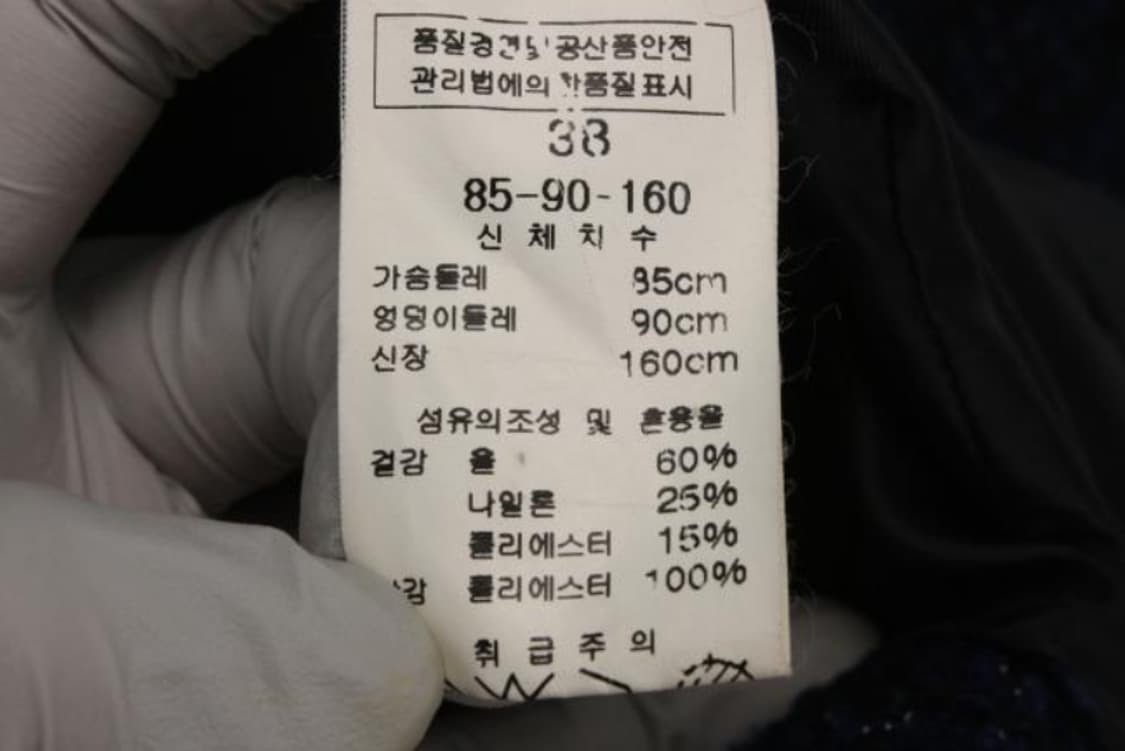 품질경영및공산품안전
관리법에의한품질표시
38
85-90-160
신체치수
가슴둘레 85cm
엉덩이둘레 90cm
신장 160cm
섬유의조성 및 혼용율
겉감 울 60%
나일론 25%
폴리에스터 15%
안감 폴리에스터 100%
취급주의